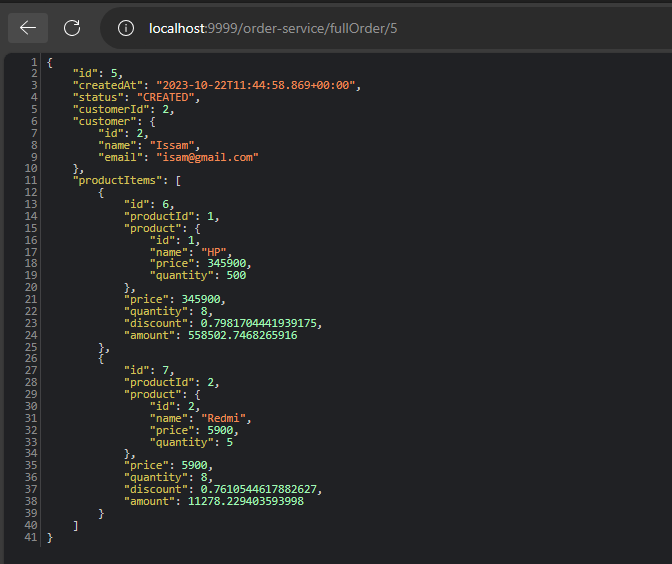 localhost:9999/order-service/fullOrder/5
1 {
2 "id": 5,
3 "createdAt": "2023-10-22T11:44:58.869+00:00",
4 "status": "CREATED",
5 "customerId": 2,
6 "customer": {
7 "id": 2,
8 "name": "Issam",
9 "email": "isam@gmail.com"
10 },
11 "productItems": [
12 {
13 "id": 6,
14 "productId": 1,
15 "product": {
16 "id": 1,
17 "name": "HP",
18 "price": 345900,
19 "quantity": 500
20 },
21 "price": 345900,
22 "quantity": 8,
23 "discount": 0.7981704441939175,
24 "amount": 558502.7468265916
25 },
26 {
27 "id": 7,
28 "productId": 2,
29 "product": {
30 "id": 2,
31 "name": "Redmi",
32 "price": 5900,
33 "quantity": 5
34 },
35 "price": 5900,
36 "quantity": 8,
37 "discount": 0.7610544617882627,
38 "amount": 11278.229403593998
39 }
40 ]
41 }